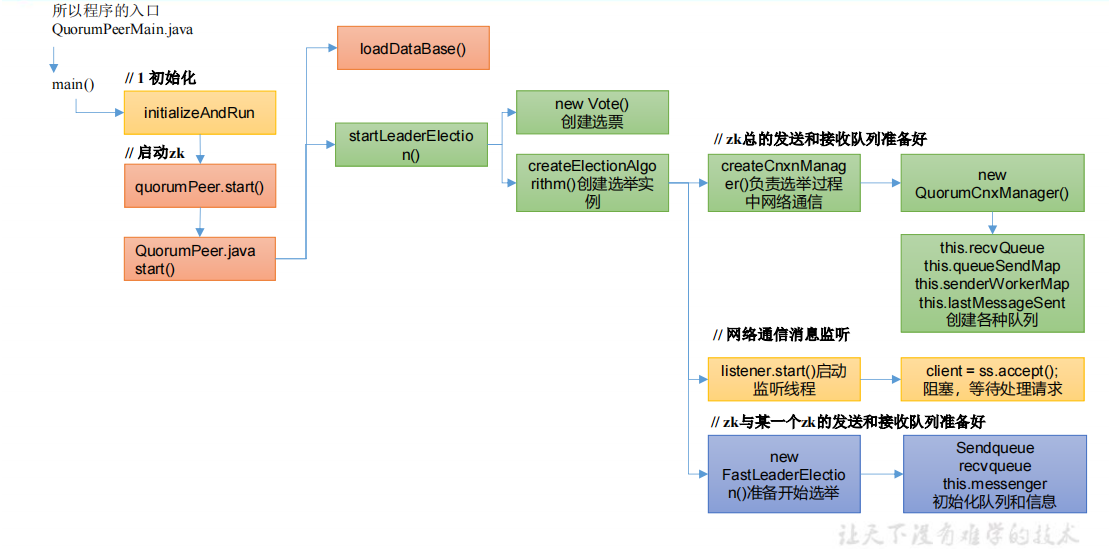 所以程序的入口
QuorumPeerMain.java
main()
// 1 初始化
initializeAndRun
// 启动zk
quorumPeer.start()
QuorumPeer.java
start()
loadDataBase()
startLeaderElectio
n()
new Vote()
创建选票
createElectionAlgo
rithm()创建选举实
例
// zk总的发送和接收队列准备好
createCnxnManag
er()负责选举过程
中网络通信
new
QuorumCnxManager()
this.recvQueue
this.queueSendMap
this.senderWorkerMap
this.lastMessageSent
创建各种队列
// 网络通信消息监听
listener.start()启动
监听线程
client = ss.accept();
阻塞，等待处理请求
// zk与某一个zk的发送和接收队列准备好
new
FastLeaderElectio
n()准备开始选举
Sendqueue
recvqueue
this.messenger
初始化队列和信息
让天下没有难学的技术